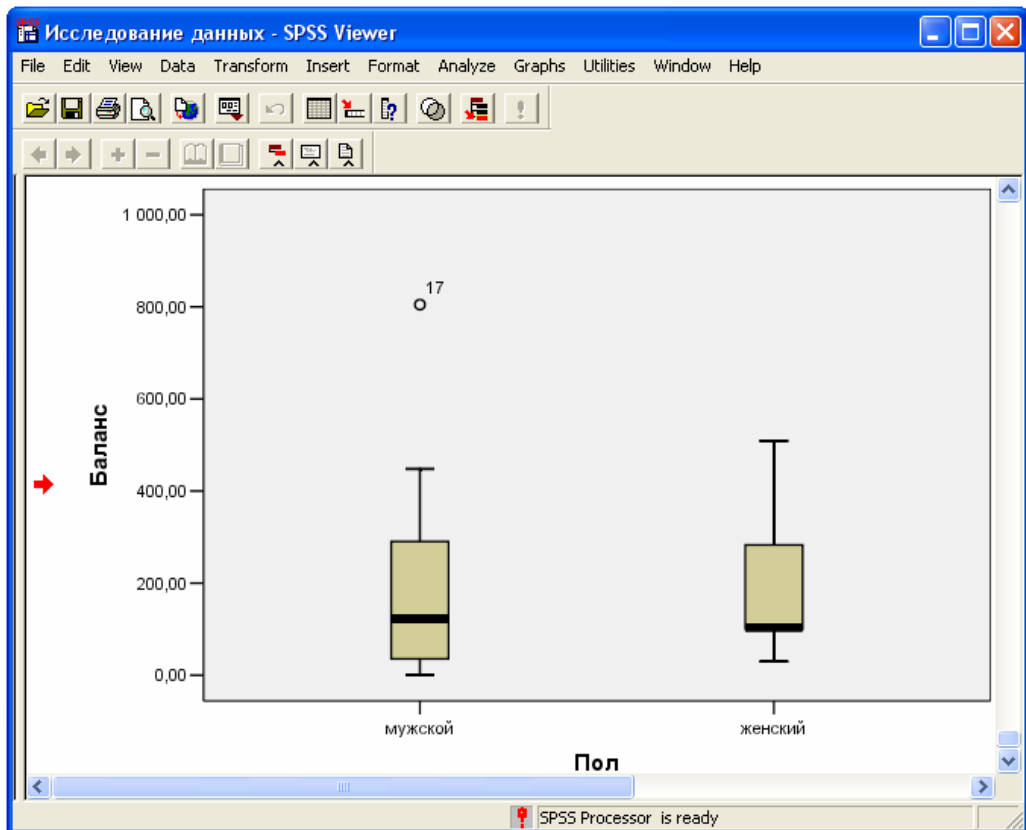 Исследование данных - SPSS Viewer
File Edit View Data Transform Insert Format Analyze Graphs Utilities Window Help
1 000,00
800,00
600,00
400,00
200,00
0,00
Баланс
17
мужской
женский
Пол
SPSS Processor is ready